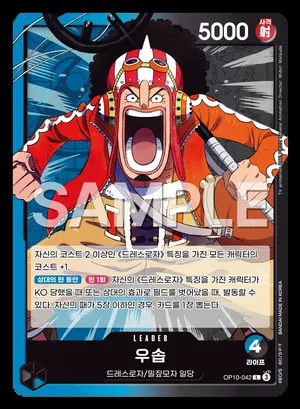 5000
사격
射
SAMPLE
자신의 코스트 2 이상인 《드레스로자》 특징을 가진 모든 캐릭터의
코스트 +1.
상대의 턴 동안 턴 1회 자신의 《드레스로자》 특징을 가진 캐릭터가
KO 당했을 때 또는 상대의 효과로 필드를 벗어났을 때, 발동할 수
있다. 자신의 패가 5장 이하인 경우, 카드를 1장 뽑는다.
LEADER
우솝
드레스로자/밀짚모자 일당
4
라이프
OP10-042 L
BANDAI MADE IN JAPAN